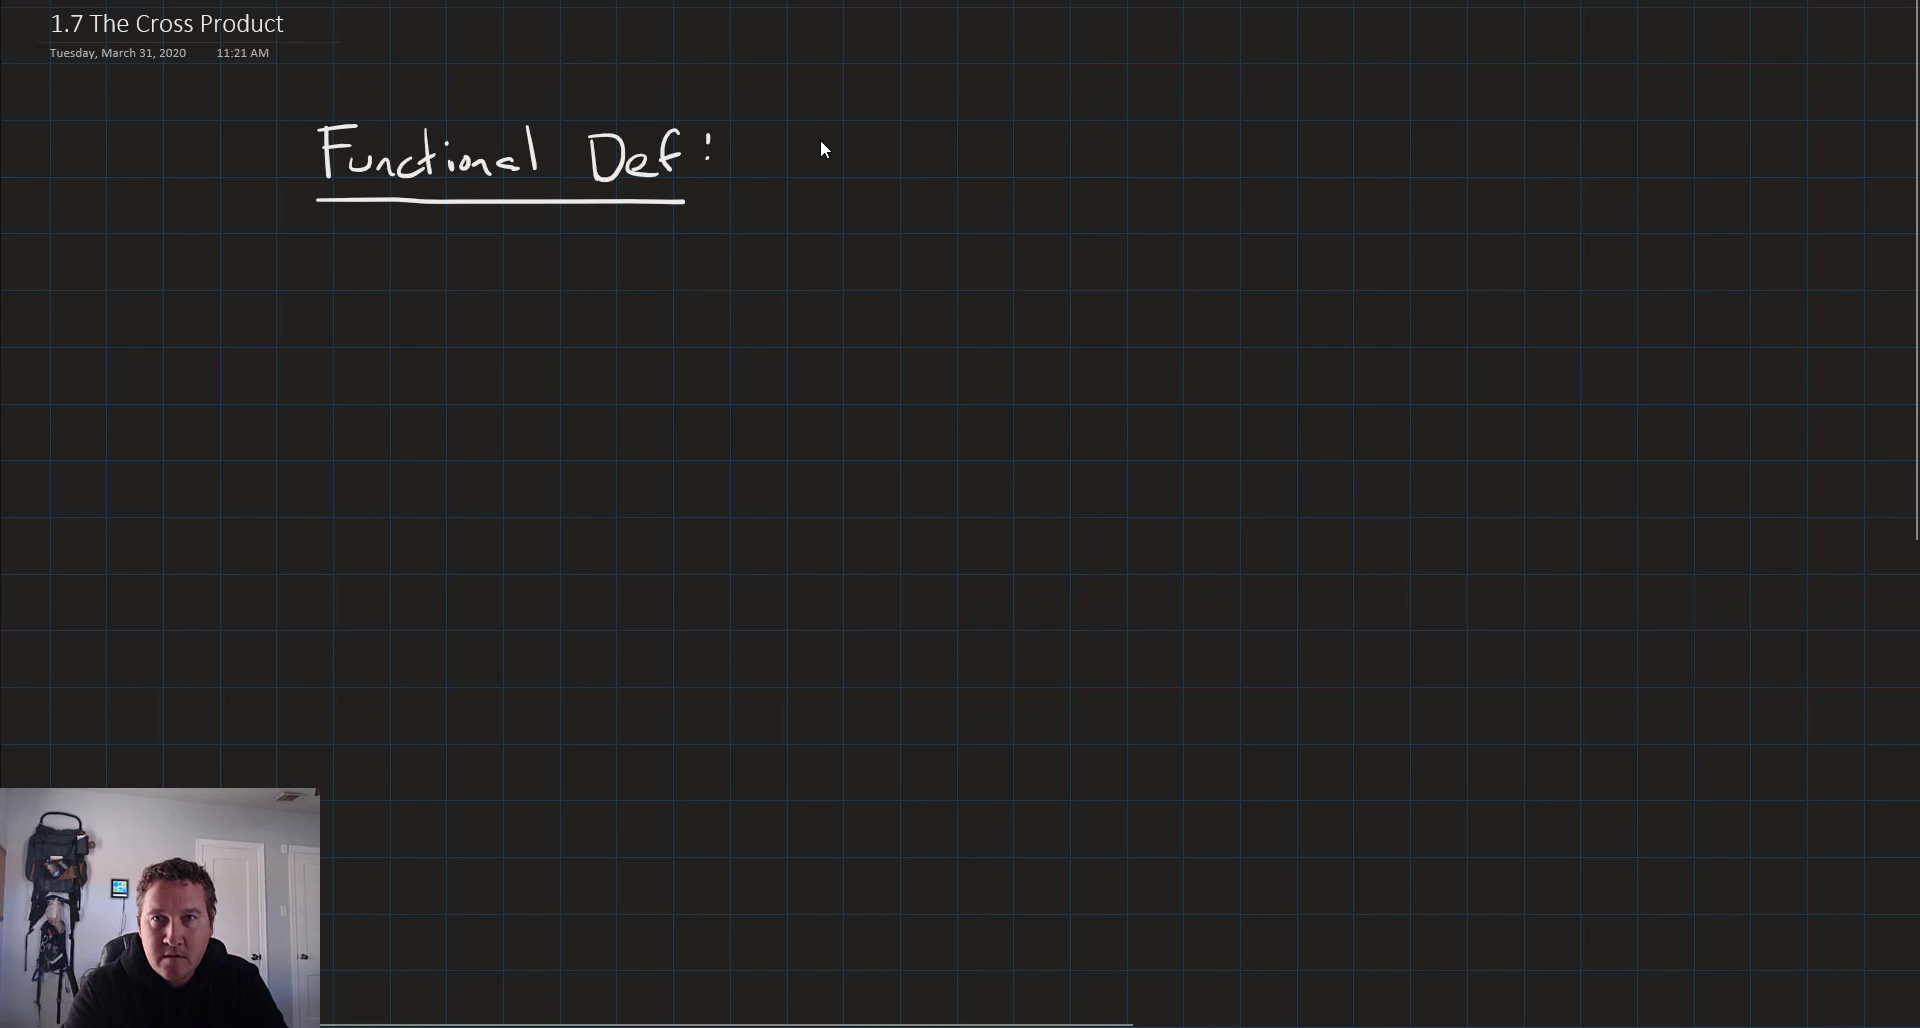 1.7 The Cross Product
Tuesday, March 31, 2020 11:21 AM
Functional Def: